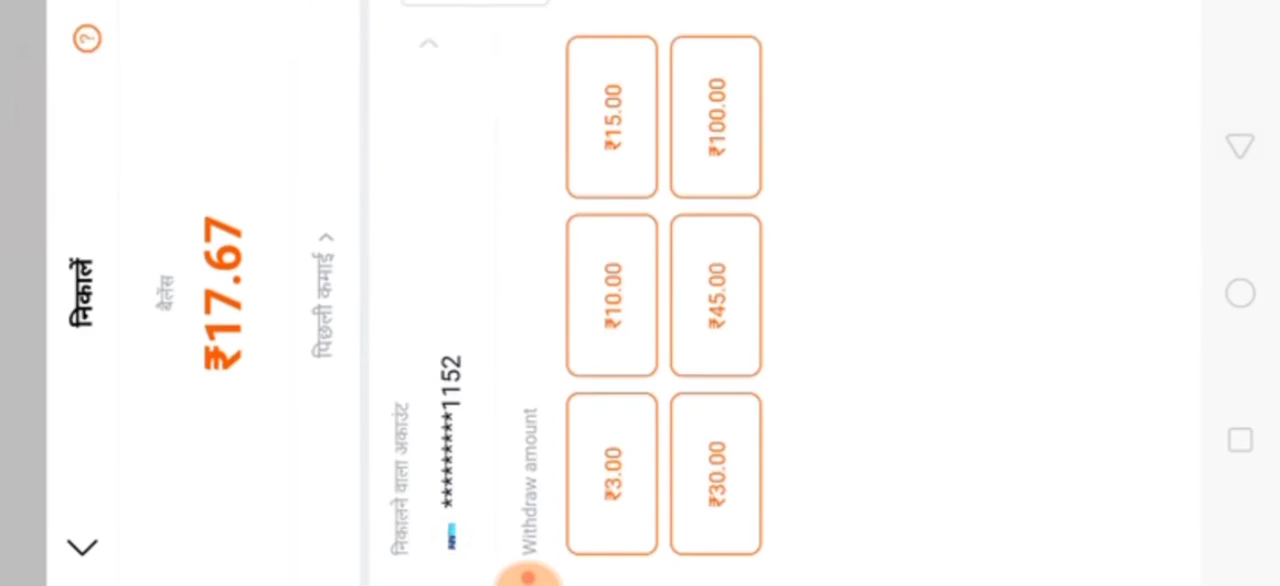 निकालें
बैलेंस
₹17.67
पिछली कमाई >
निकालने वाला अकाउंट
*********1152
Withdraw amount
₹3.00 ₹10.00 ₹15.00
₹30.00 ₹45.00 ₹100.00